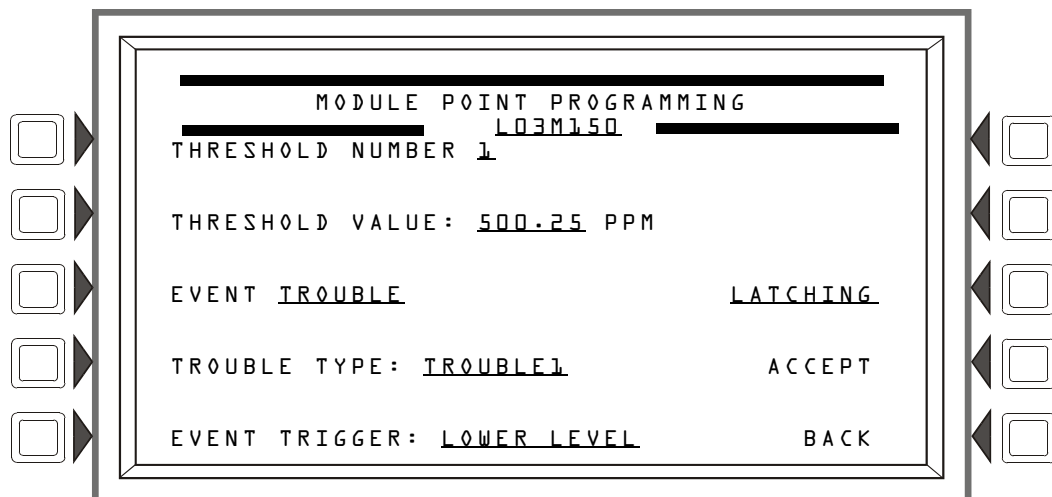 MODULE POINT PROGRAMMING
L03M150
THRESHOLD NUMBER 1
THRESHOLD VALUE: 500.25 PPM
EVENT TROUBLE LATCHING
TROUBLE TYPE: TROUBLE1 ACCEPT
EVENT TRIGGER: LOWER LEVEL BACK